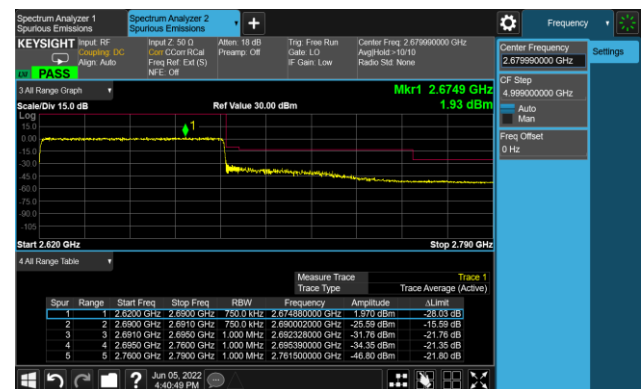 Spectrum Analyzer 1
Spurious Emissions
Spectrum Analyzer 2
Spurious Emissions
Frequency
KEYSIGHT
Input: RF
Coupling: DC
Align: Auto
Input Z: 50 Ω
Corr CCorr RCal
Freq Ref: Ext (S)
NFE: Off
Atten: 18 dB
Preamp: Off
Trig: Free Run
Gate: LO
IF Gain: Low
Center Freq: 2.679990000 GHz
Avg|Hold:>10/10
Radio Std: None
PASS
Center Frequency
2.679990000 GHz
Settings
CF Step
4.999000000 GHz
Auto
Man
Freq Offset
0 Hz
3 All Range Graph
Mkr1 2.6749 GHz
1.93 dBm
Scale/Div 15.0 dB
Ref Value 30.00 dBm
Log
15.0
0.00
-15.0
-30.0
-45.0
-60.0
-75.0
-90.0
-105
1
Start 2.620 GHz
Stop 2.790 GHz
4 All Range Table
Measure Trace Trace 1
Trace Type Trace Average (Active)
Spur Range Start Freq Stop Freq RBW Frequency Amplitude ΔLimit
1 1 2.6200 GHz 2.6900 GHz 750.0 kHz 2.674880000 GHz 1.970 dBm -28.03 dB
2 2 2.6900 GHz 2.6910 GHz 750.0 kHz 2.690002000 GHz -25.59 dBm -15.59 dB
3 3 2.6910 GHz 2.6950 GHz 1.000 MHz 2.692328000 GHz -31.76 dBm -21.76 dB
4 4 2.6950 GHz 2.7600 GHz 1.000 MHz 2.695390000 GHz -34.35 dBm -21.35 dB
5 5 2.7600 GHz 2.7900 GHz 1.000 MHz 2.761500000 GHz -46.80 dBm -21.80 dB
Jun 05, 2022
4:40:49 PM